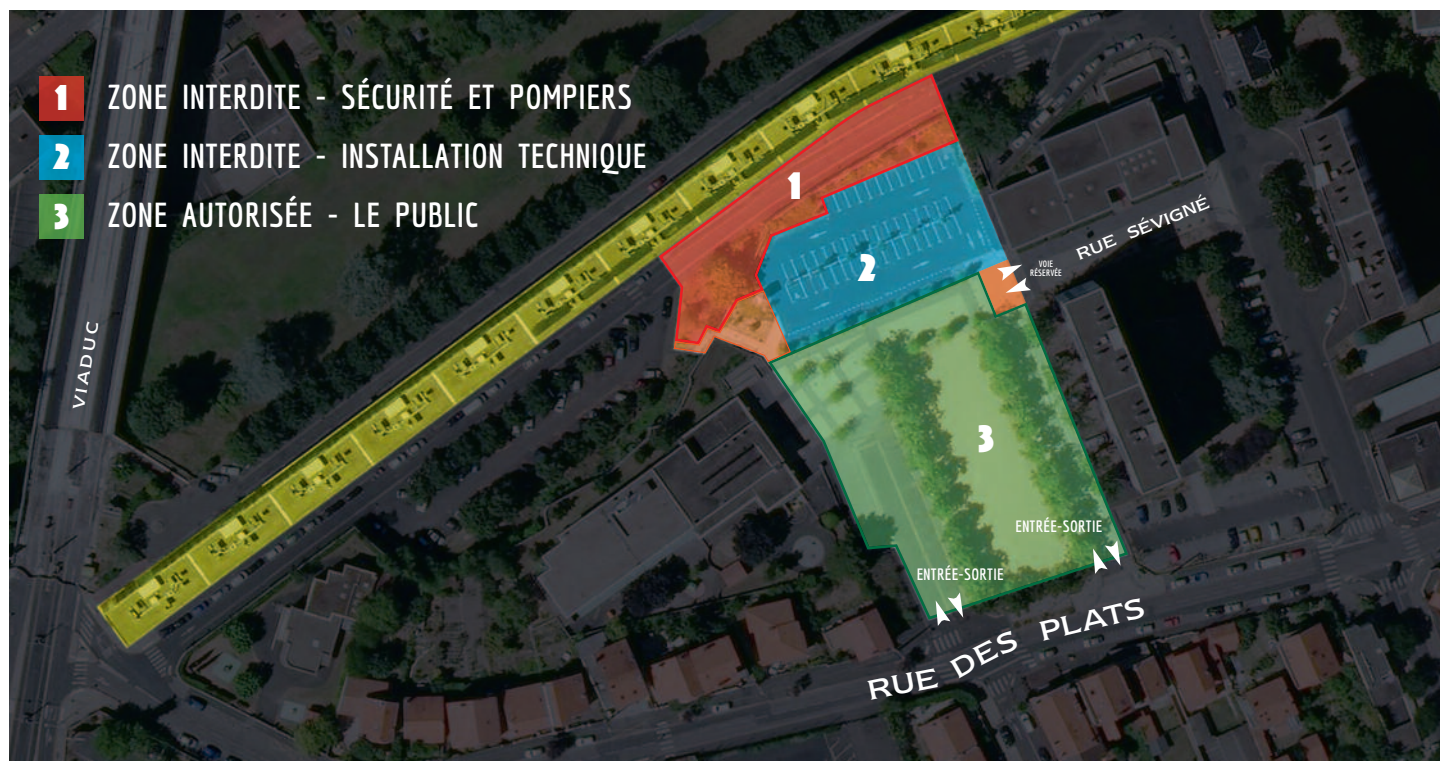 1 ZONE INTERDITE - SÉCURITÉ ET POMPIERS
2 ZONE INTERDITE - INSTALLATION TECHNIQUE
3 ZONE AUTORISÉE - LE PUBLIC
1
2
VOIE
RÉSERVÉE
RUE SÉVIGNÉ
VIADUC
3
ENTRÉE-SORTIE
ENTRÉE-SORTIE
RUE DES PLATS